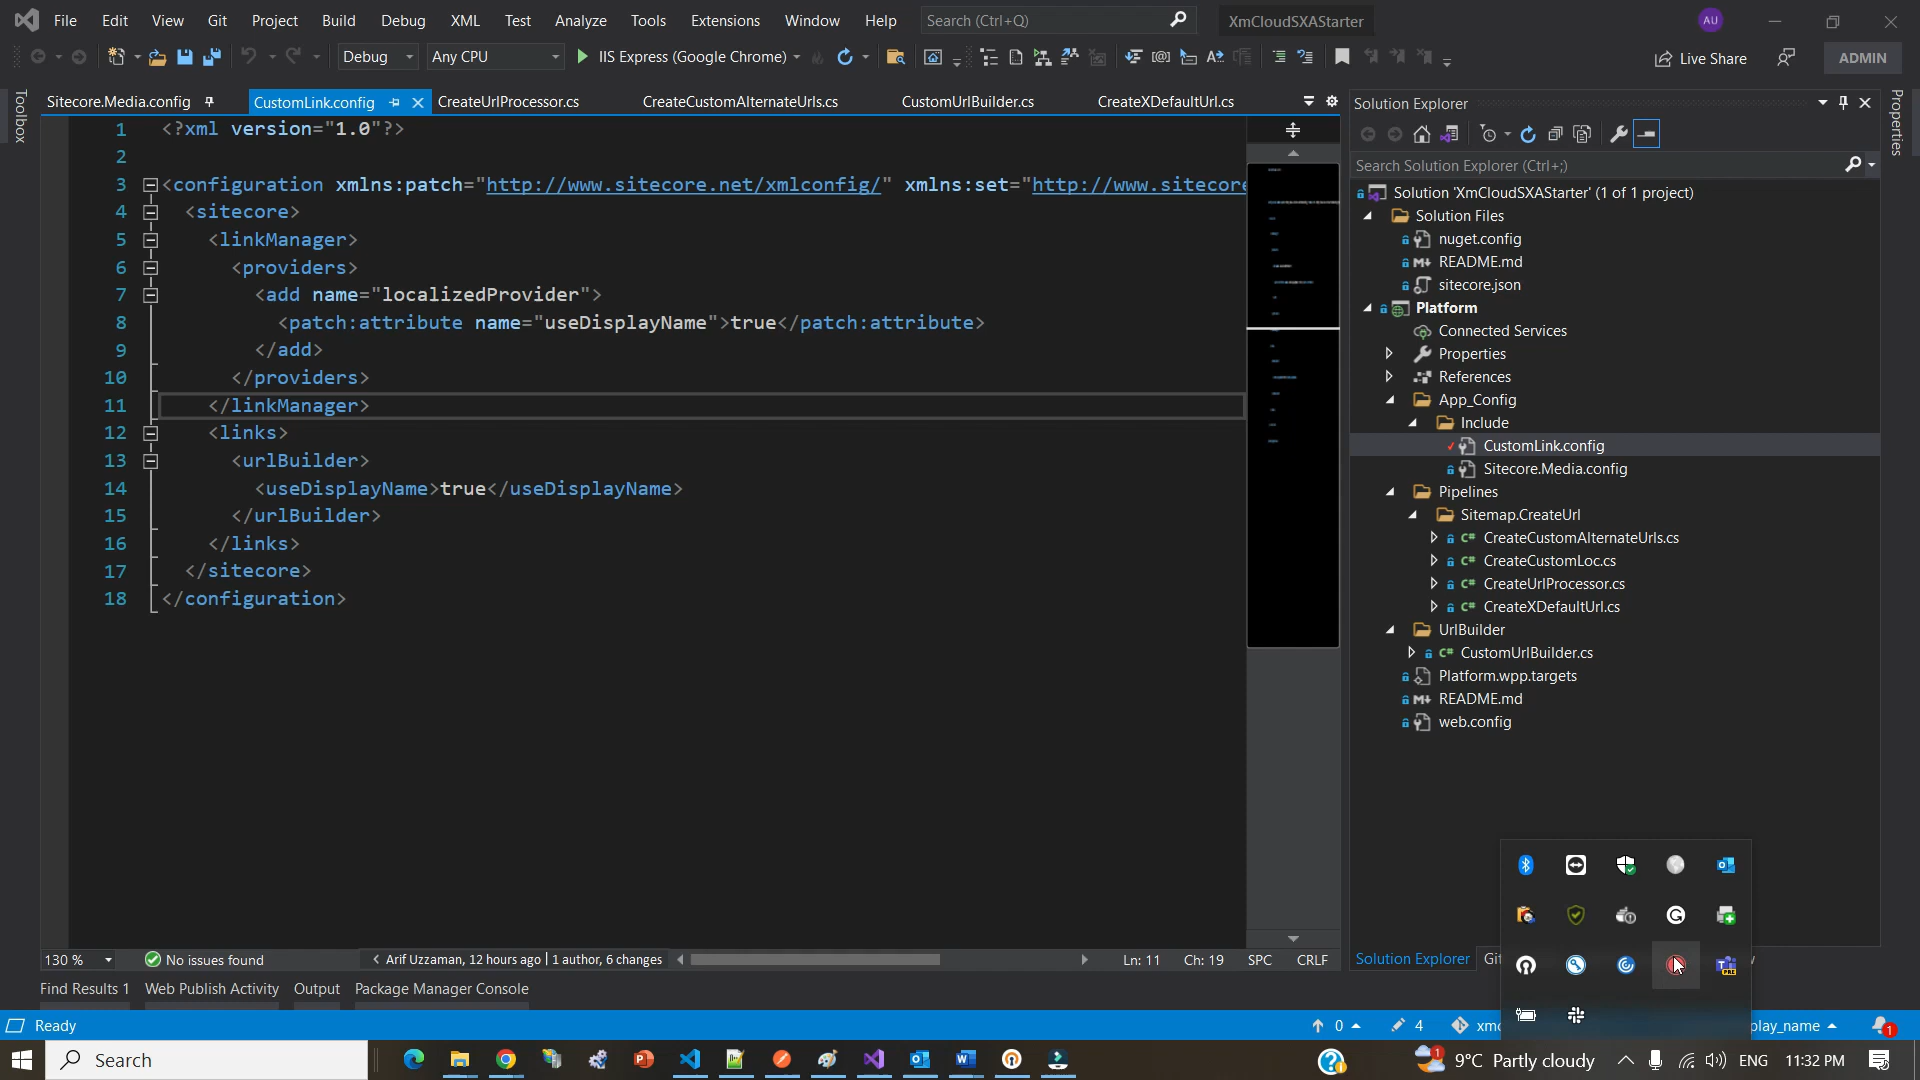 File Edit View Git Project Build Debug XML Test Analyze Tools Extensions Window Help Search (Ctrl+Q) XmCloudSXAStarter AU
Debug Any CPU IIS Express (Google Chrome) Live Share ADMIN
Toolbox
Sitecore.Media.config CustomLink.config CreateUrlProcessor.cs CreateCustomAlternateUrls.cs CustomUrlBuilder.cs CreateXDefaultUrl.cs
1 <?xml version="1.0"?>
2
3 <configuration xmlns:patch="http://www.sitecore.net/xmlconfig/" xmlns:set="http://www.sitecore
4 <sitecore>
5 <linkManager>
6 <providers>
7 <add name="localizedProvider">
8 <patch:attribute name="useDisplayName">true</patch:attribute>
9 </add>
10 </providers>
11 </linkManager>
12 <links>
13 <urlBuilder>
14 <useDisplayName>true</useDisplayName>
15 </urlBuilder>
16 </links>
17 </sitecore>
18 </configuration>
130 % No issues found Arif Uzzaman, 12 hours ago | 1 author, 6 changes Ln: 11 Ch: 19 SPC CRLF
Find Results 1 Web Publish Activity Output Package Manager Console
Solution Explorer
Search Solution Explorer (Ctrl+;)
Solution 'XmCloudSXAStarter' (1 of 1 project)
Solution Files
nuget.config
README.md
sitecore.json
Platform
Connected Services
Properties
References
App_Config
Include
CustomLink.config
Sitecore.Media.config
Pipelines
Sitemap.CreateUrl
CreateCustomAlternateUrls.cs
CreateCustomLoc.cs
CreateUrlProcessor.cs
CreateXDefaultUrl.cs
UrlBuilder
CustomUrlBuilder.cs
Platform.wpp.targets
README.md
web.config
Solution Explorer Git
Properties
Ready 0 4 xmc play_name 1
Search 1 9°C Partly cloudy ENG 11:32 PM